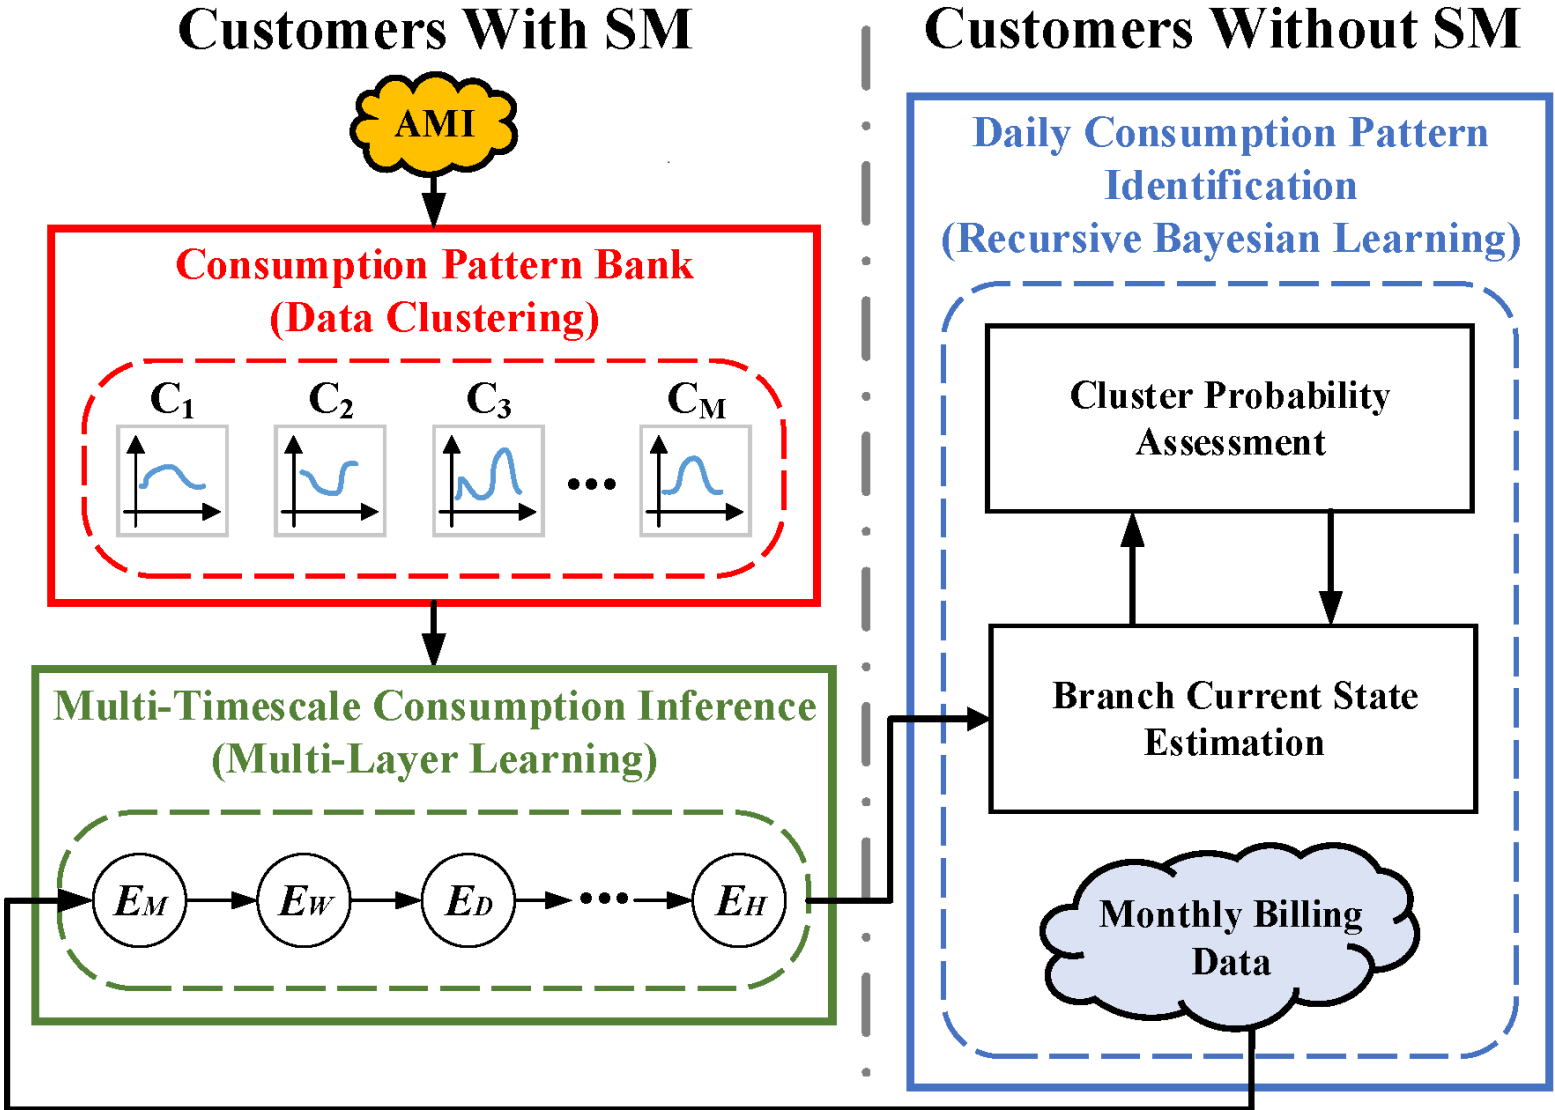 Customers With SM
AMI
Consumption Pattern Bank
(Data Clustering)
C1
C2
C3
•••
CM
Multi-Timescale Consumption Inference
(Multi-Layer Learning)
EM
EW
ED
•••
EH
Customers Without SM
Daily Consumption Pattern
Identification
(Recursive Bayesian Learning)
Cluster Probability
Assessment
Branch Current State
Estimation
Monthly Billing
Data